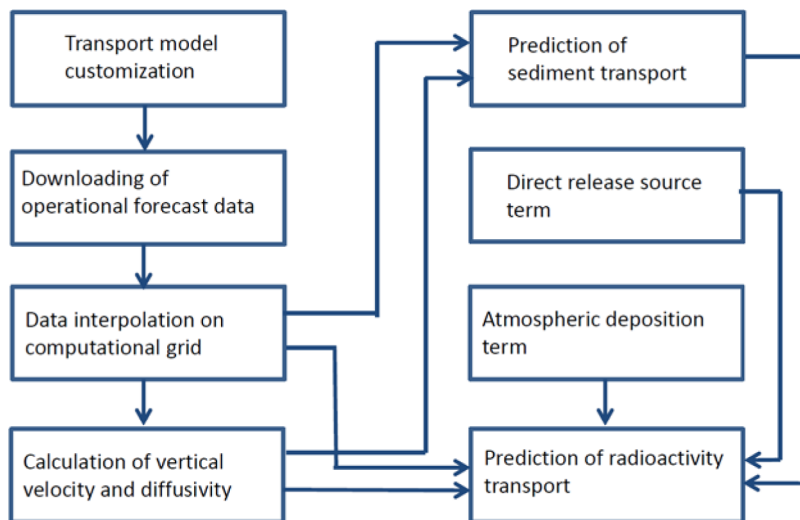 Transport model
customization
Downloading of
operational forecast data
Data interpolation on
computational grid
Calculation of vertical
velocity and diffusivity
Prediction of
sediment transport
Direct release source
term
Atmospheric deposition
term
Prediction of radioactivity
transport